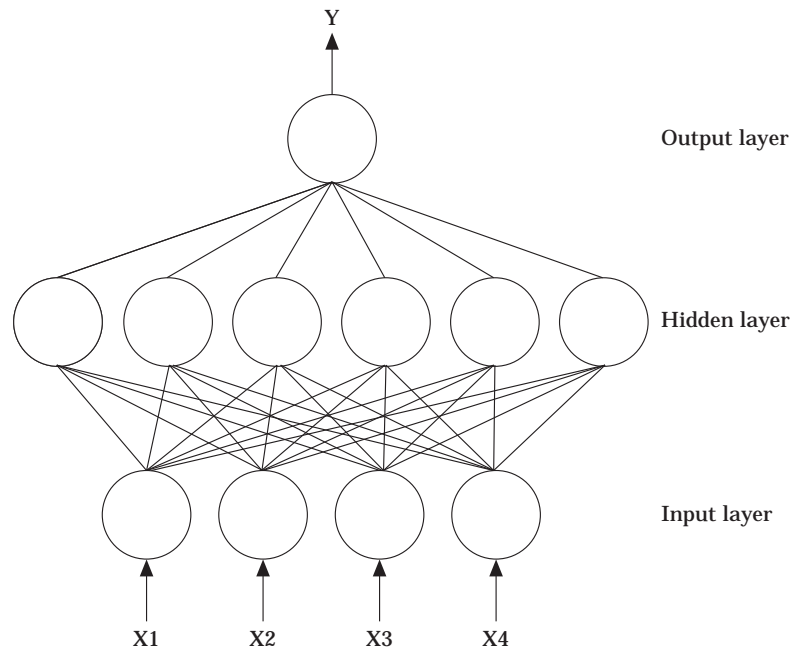 Y
Output layer
Hidden layer
Input layer
X1 X2 X3 X4